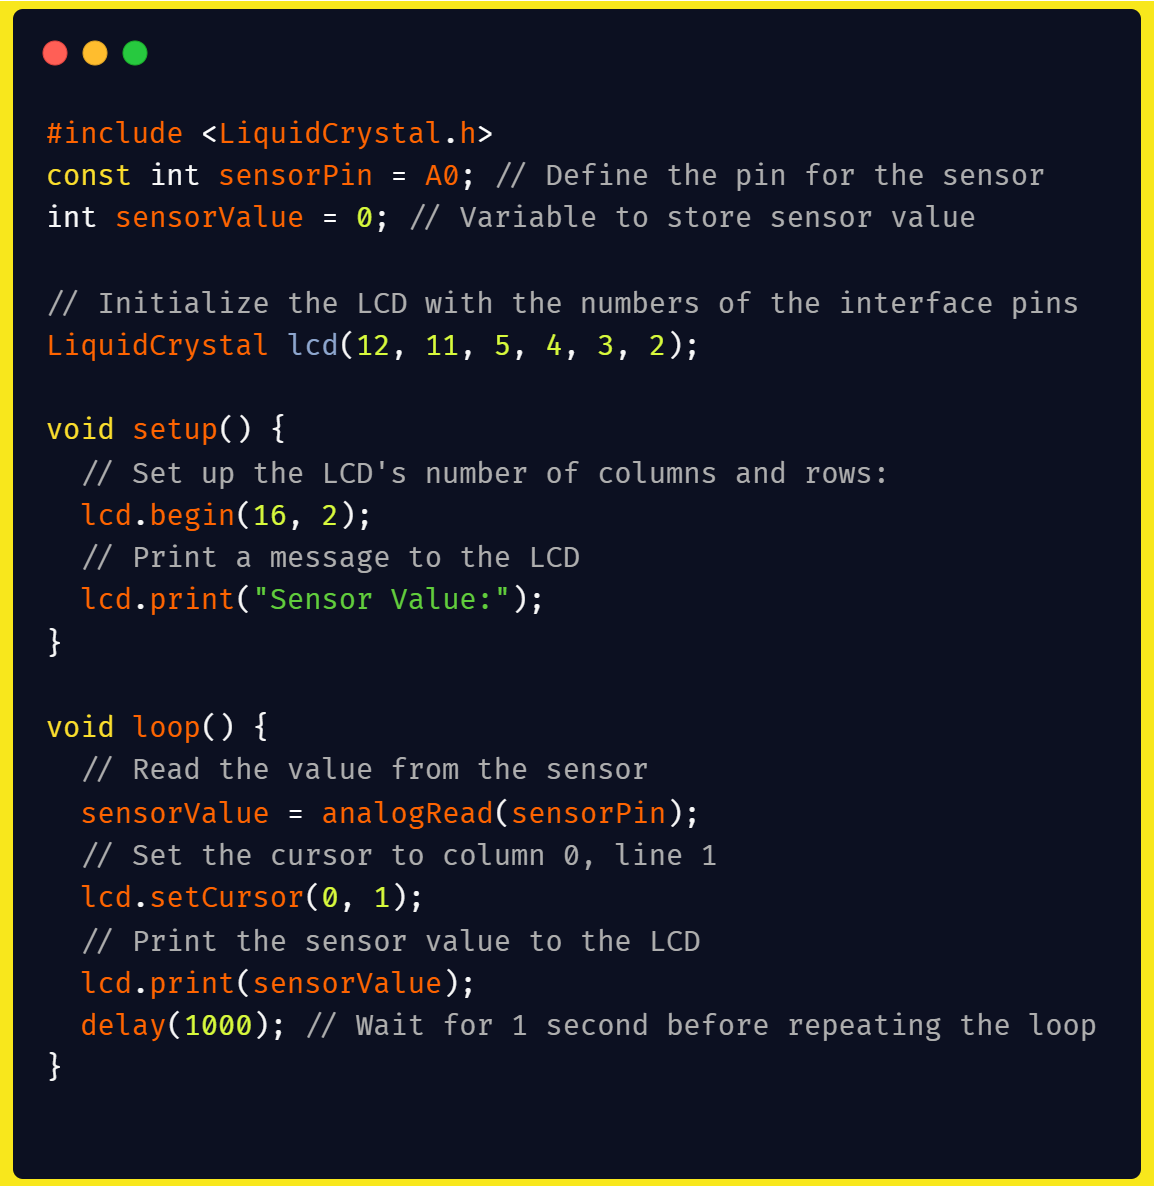 #include <LiquidCrystal.h>
const int sensorPin = A0; // Define the pin for the sensor
int sensorValue = 0; // Variable to store sensor value

// Initialize the LCD with the numbers of the interface pins
LiquidCrystal lcd(12, 11, 5, 4, 3, 2);

void setup() {
  // Set up the LCD's number of columns and rows:
  lcd.begin(16, 2);
  // Print a message to the LCD
  lcd.print("Sensor Value:");
}

void loop() {
  // Read the value from the sensor
  sensorValue = analogRead(sensorPin);
  // Set the cursor to column 0, line 1
  lcd.setCursor(0, 1);
  // Print the sensor value to the LCD
  lcd.print(sensorValue);
  delay(1000); // Wait for 1 second before repeating the loop
}